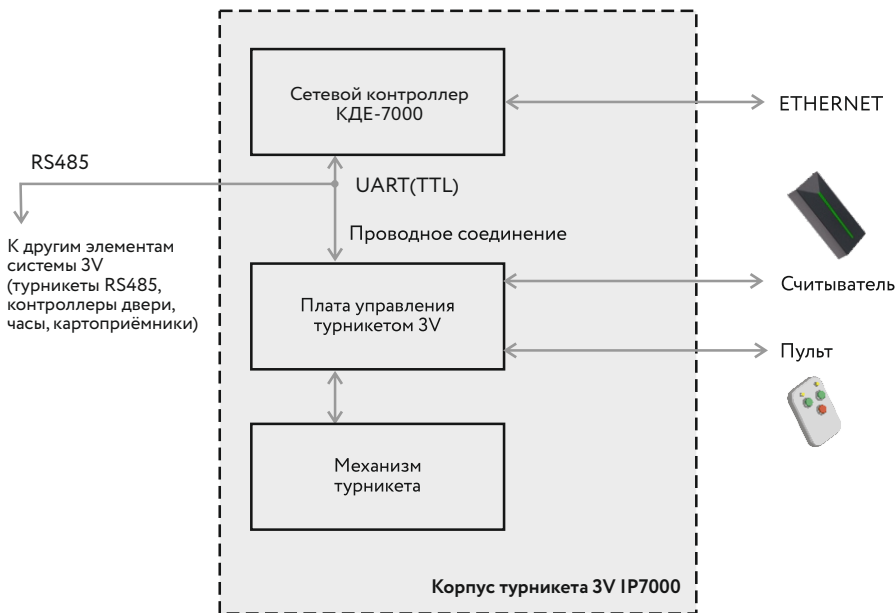 Сетевой контроллер
КДЕ-7000
ETHERNET
RS485
UART(TTL)
Проводное соединение
К другим элементам
системы 3V
(турникеты RS485,
контроллеры двери,
часы, картоприёмники)
Плата управления
турникетом 3V
Считыватель
Пульт
Механизм
турникета
Корпус турникета 3V IP7000